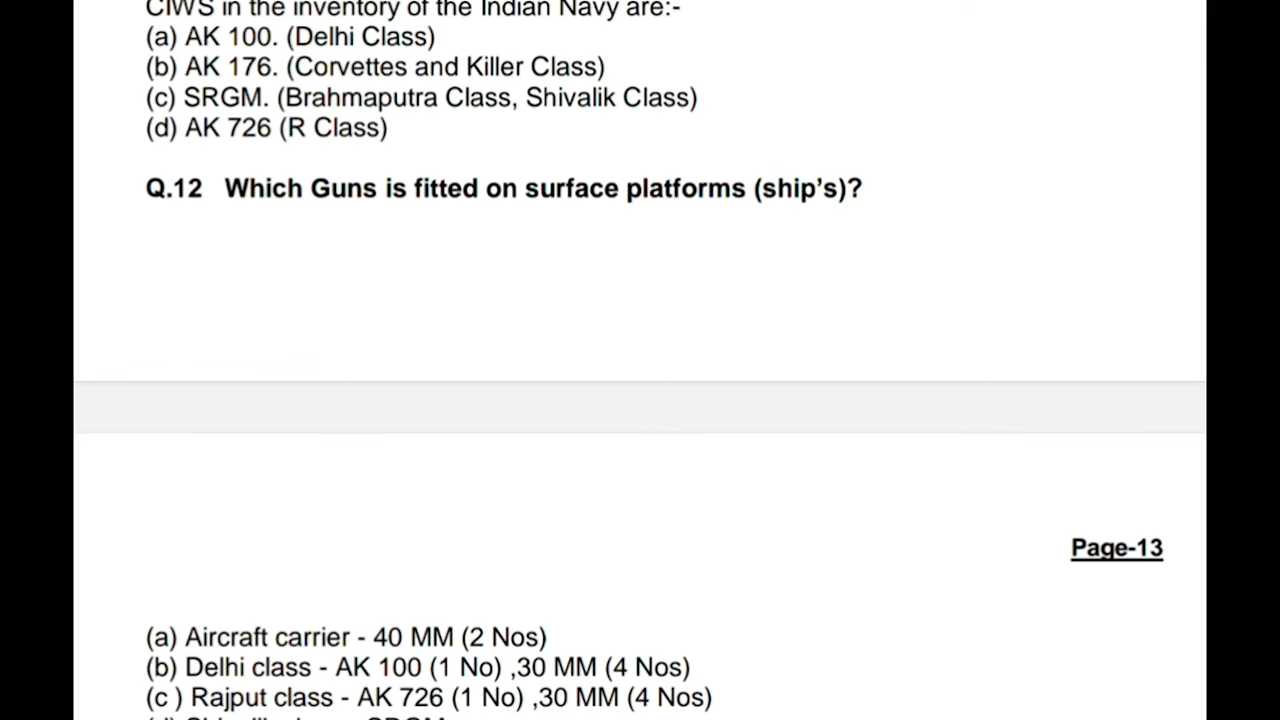 CIWS in the inventory of the Indian Navy are:-
(a) AK 100. (Delhi Class)
(b) AK 176. (Corvettes and Killer Class)
(c) SRGM. (Brahmaputra Class, Shivalik Class)
(d) AK 726 (R Class)
Q.12 Which Guns is fitted on surface platforms (ship's)?
Page-13
(a) Aircraft carrier - 40 MM (2 Nos)
(b) Delhi class - AK 100 (1 No) ,30 MM (4 Nos)
(c ) Rajput class - AK 726 (1 No) ,30 MM (4 Nos)